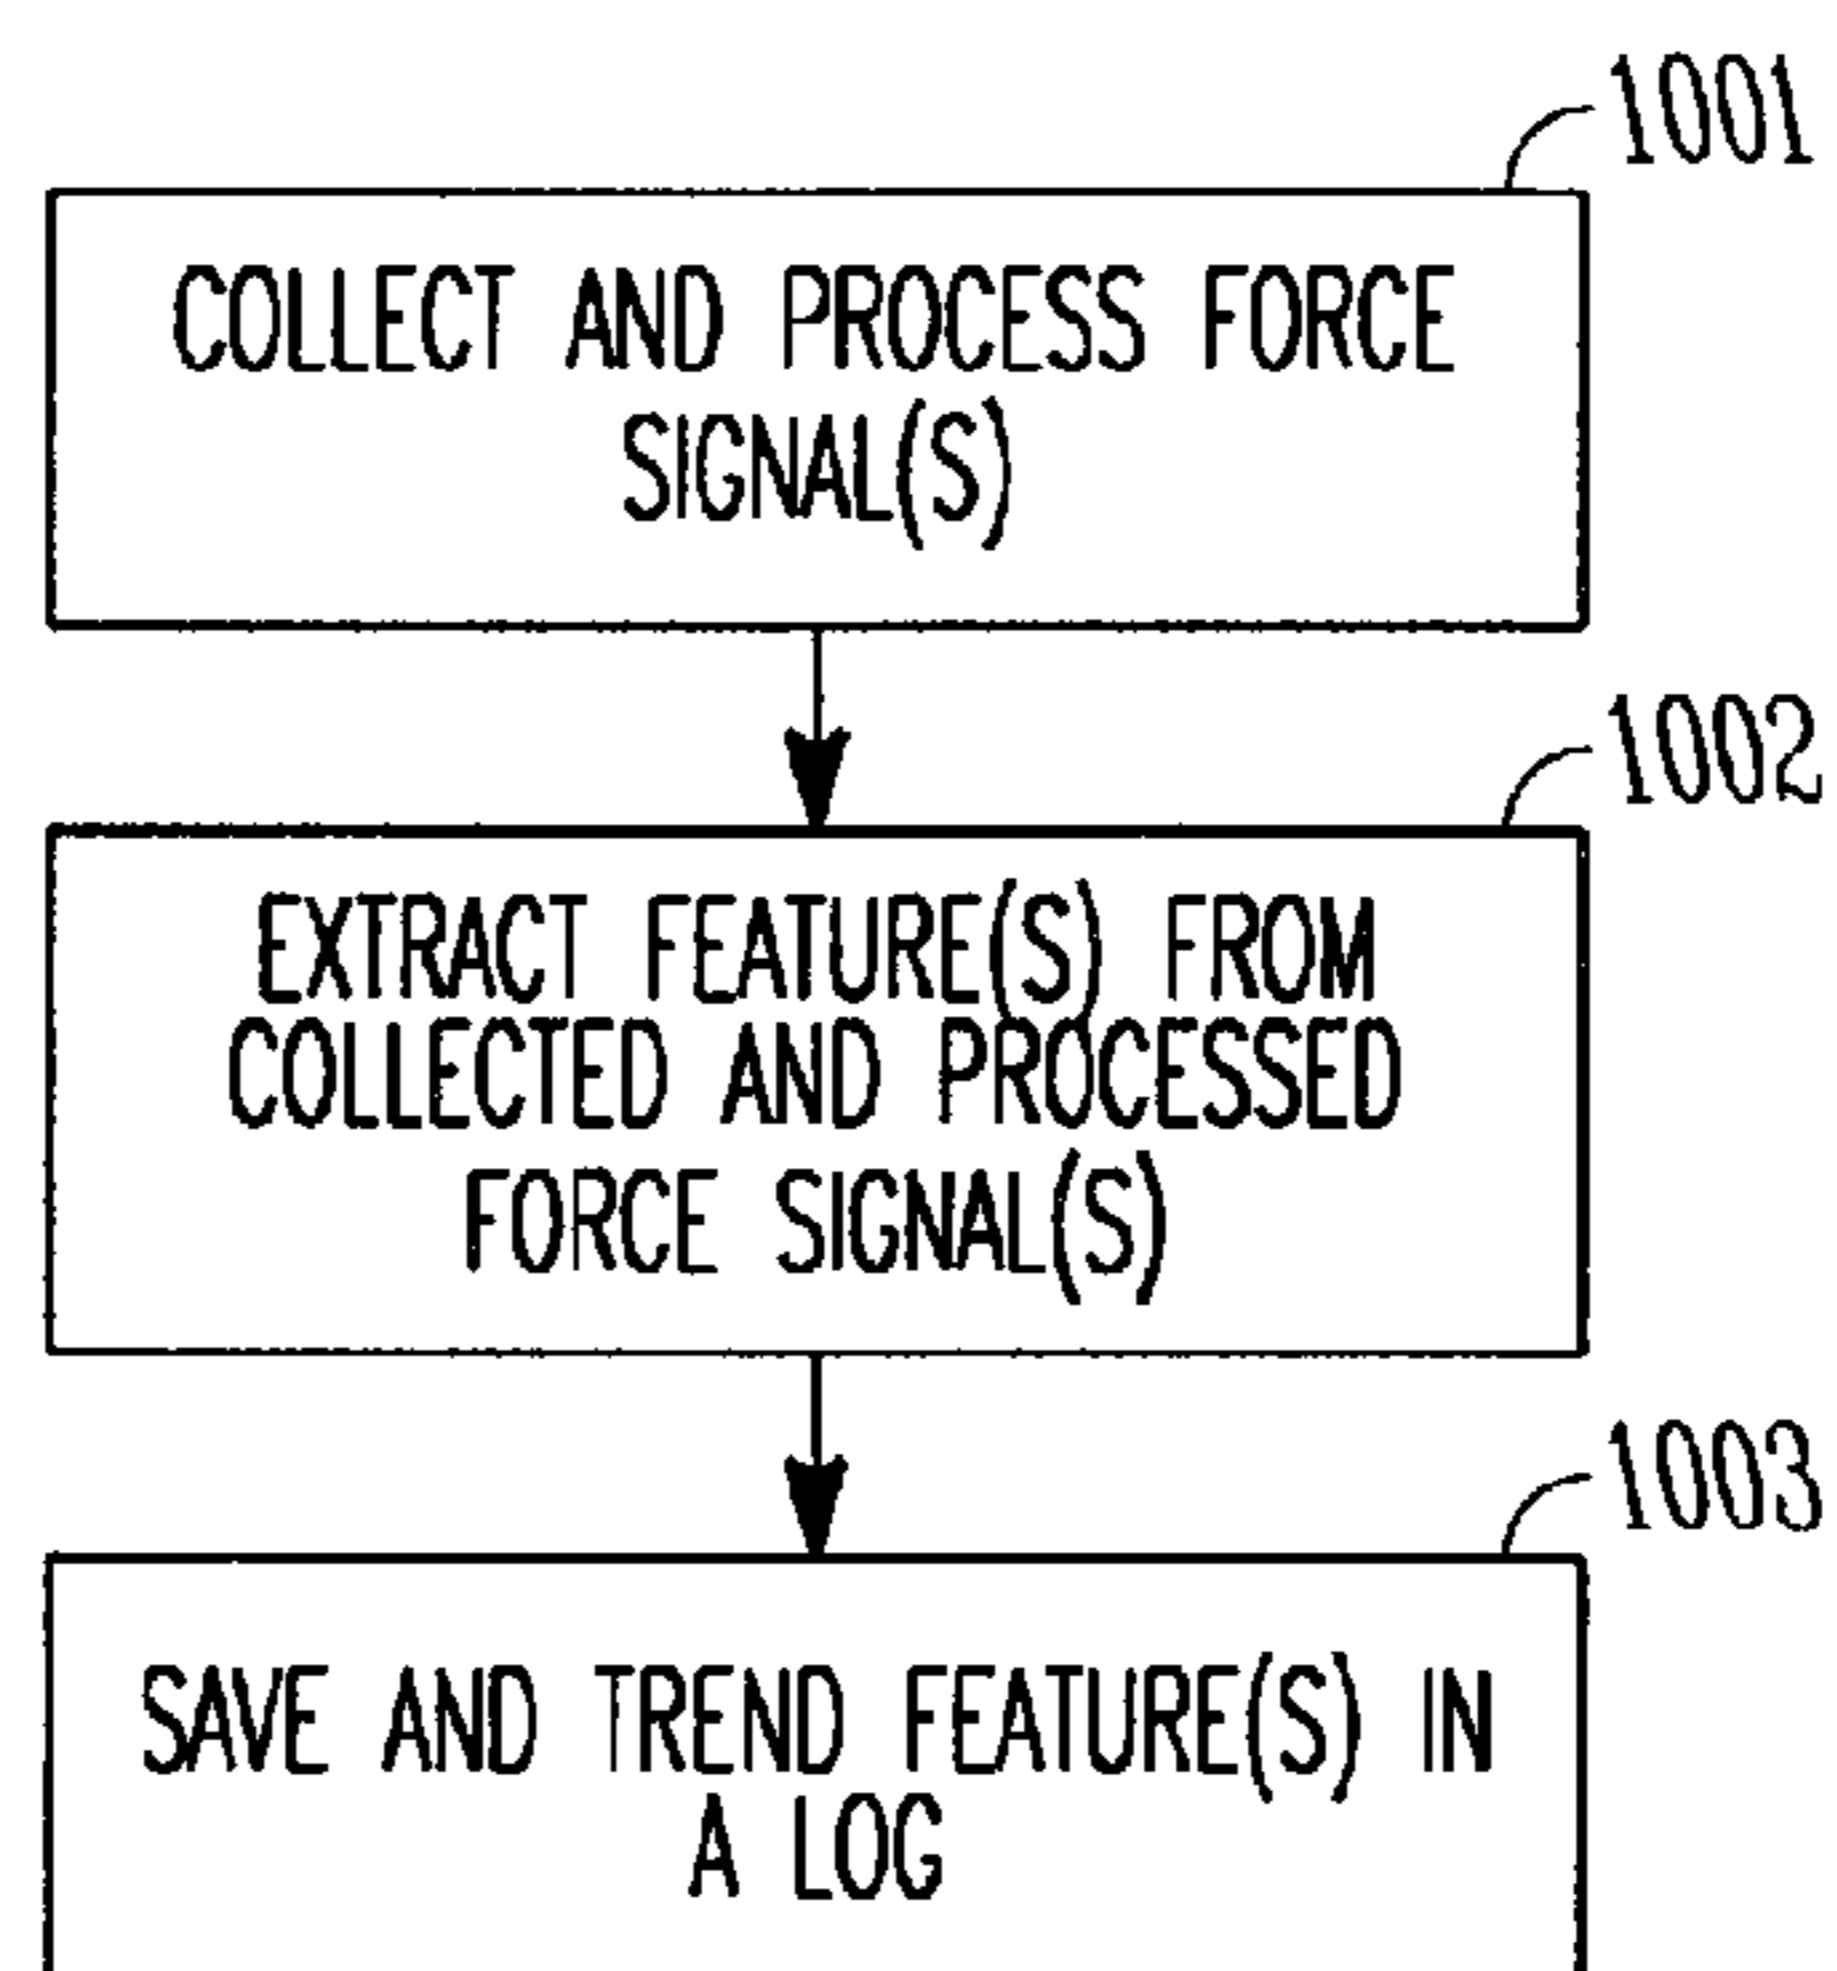 1001
COLLECT AND PROCESS FORCE
SIGNAL(S)
1002
EXTRACT FEATURE(S) FROM
COLLECTED AND PROCESSED
FORCE SIGNAL(S)
1003
SAVE AND TREND FEATURE(S) IN
A LOG